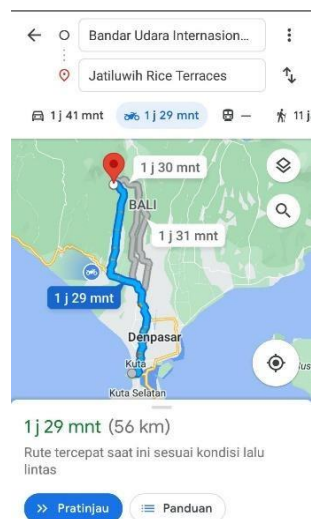 Bandar Udara Internasion...
Jatiluwih Rice Terraces
1 j 41 mnt
1 j 29 mnt
—
11 j
1 j 30 mnt
BALI
1 j 31 mnt
1 j 29 mnt
Denpasar
Kuta
Kuta Selatan
1 j 29 mnt (56 km)
Rute tercepat saat ini sesuai kondisi lalu
lintas
Pratinjau
Panduan